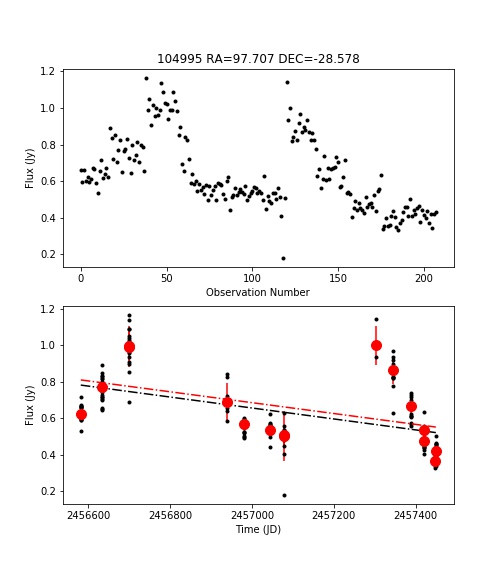 104995 RA=97.707 DEC=-28.578
1.2
1.0
0.8
0.6
0.4
0.2
Flux (Jy)
0 50 100 150 200
Observation Number
1.2
1.0
0.8
0.6
0.4
0.2
Flux (Jy)
2456600 2456800 2457000 2457200 2457400
Time (JD)